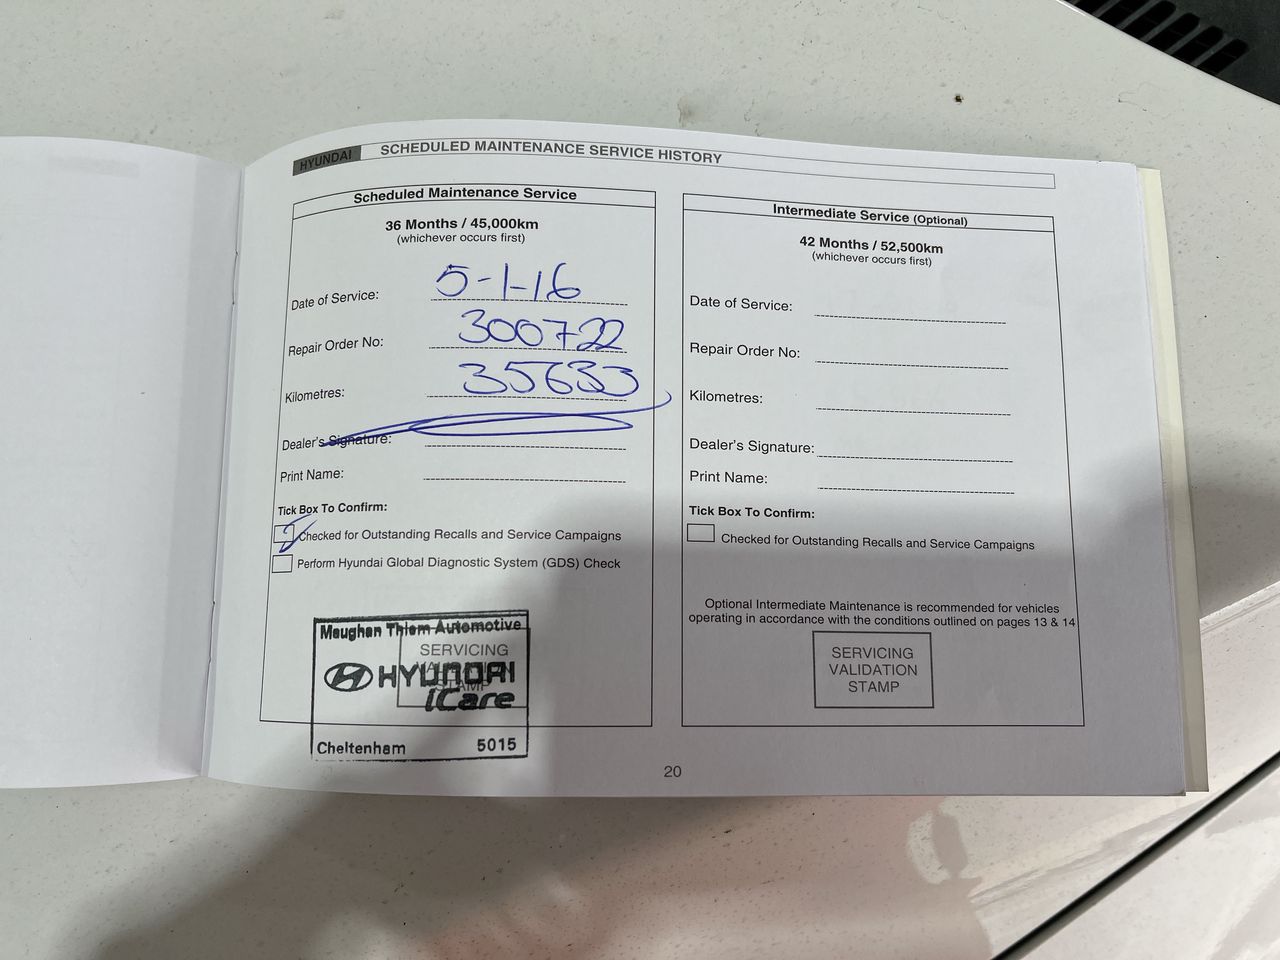 HYUNDAI SCHEDULED MAINTENANCE SERVICE HISTORY
Scheduled Maintenance Service
36 Months / 45,000km
(whichever occurs first)
Date of Service: 5-1-16
Repair Order No: 300722
Kilometres: 35633
Dealer's Signature:
Print Name:
Tick Box To Confirm:
Checked for Outstanding Recalls and Service Campaigns
Perform Hyundai Global Diagnostic System (GDS) Check
Maughan Thiem Automotive
SERVICING
VALIDATION
STAMP
HYUNDAI
iCare
Cheltenham 5015
Intermediate Service (Optional)
42 Months / 52,500km
(whichever occurs first)
Date of Service:
Repair Order No:
Kilometres:
Dealer's Signature:
Print Name:
Tick Box To Confirm:
Checked for Outstanding Recalls and Service Campaigns
Optional Intermediate Maintenance is recommended for vehicles
operating in accordance with the conditions outlined on pages 13 & 14
SERVICING
VALIDATION
STAMP
20